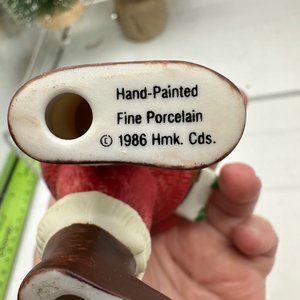 Hand-Painted
Fine Porcelain
© 1986 Hmk. Cds.